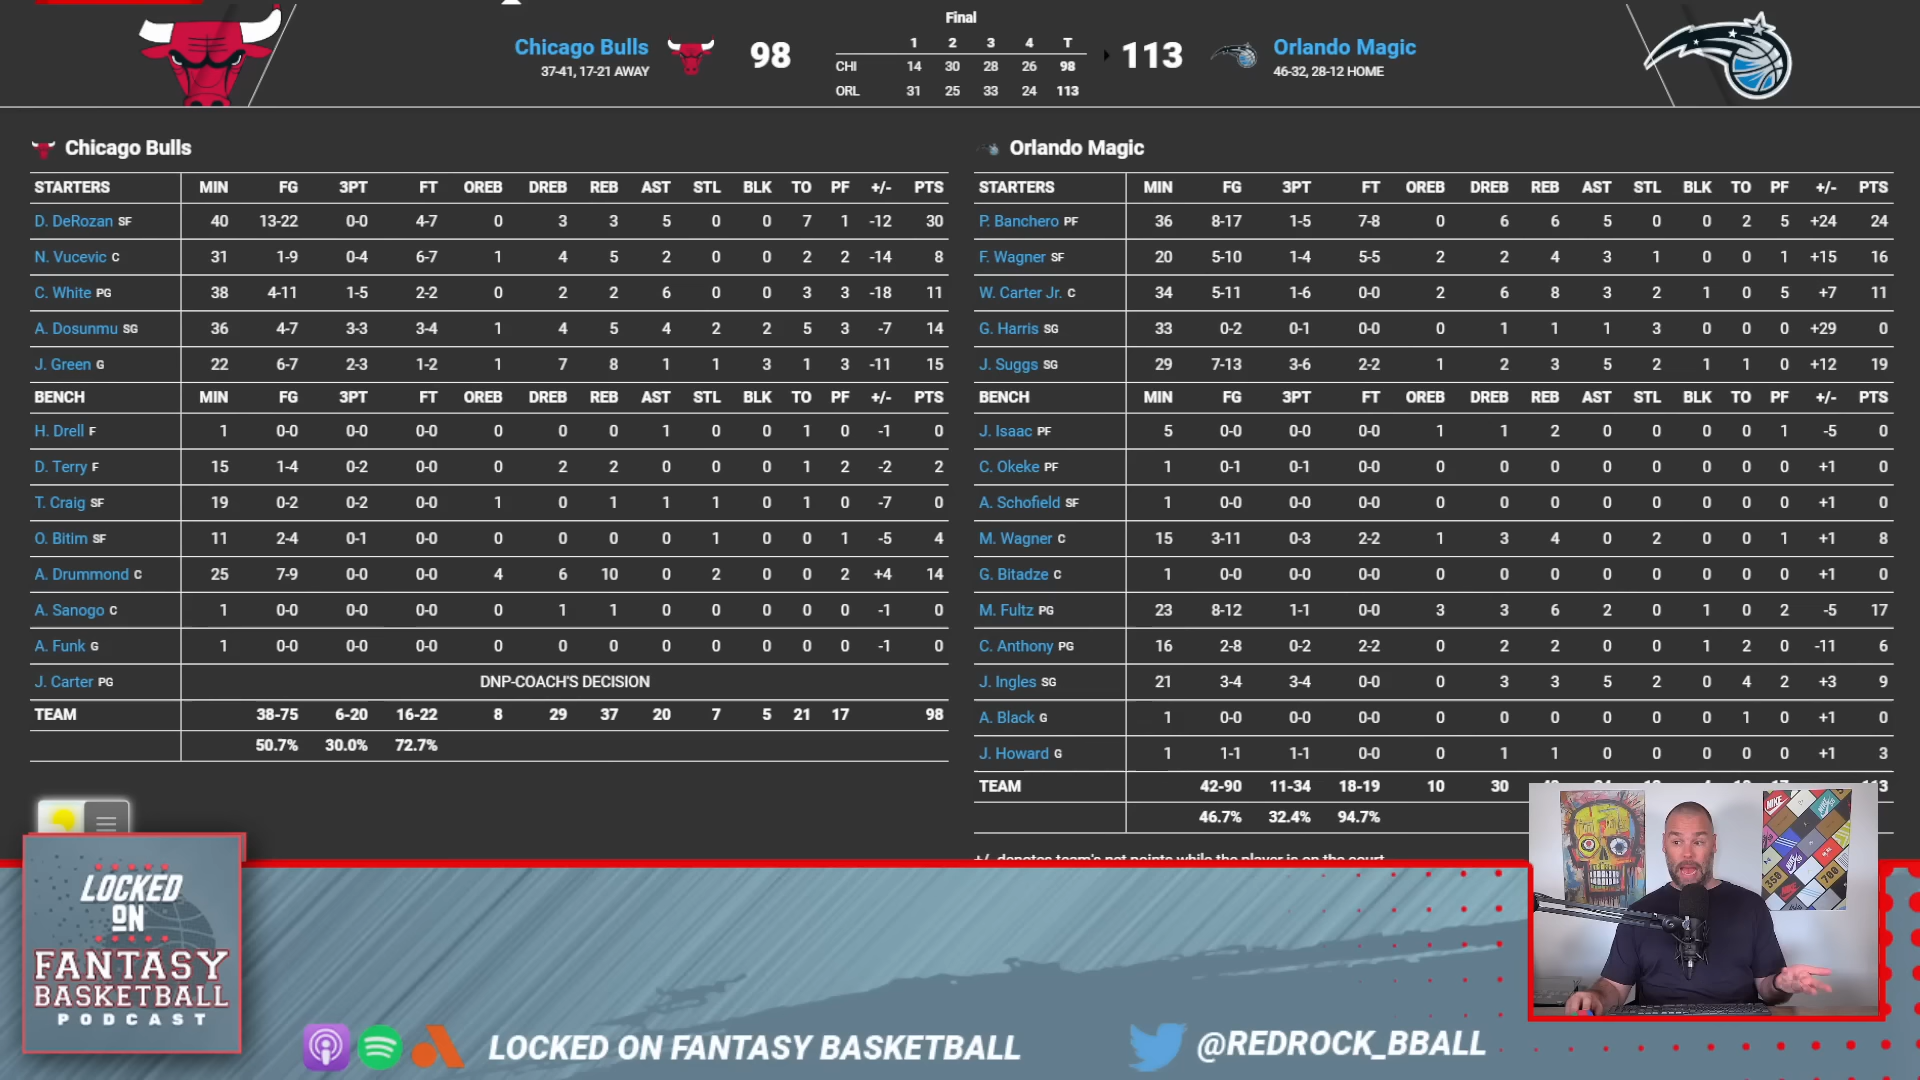 Final
Chicago Bulls 98 113 Orlando Magic
37-41, 17-21 AWAY 46-32, 28-12 HOME
1 2 3 4 T
CHI 14 30 28 26 98
ORL 31 25 33 24 113
Chicago Bulls
STARTERS MIN FG 3PT FT OREB DREB REB AST STL BLK TO PF +/- PTS
D. DeRozan SF 40 13-22 0-0 4-7 0 3 3 5 0 0 7 1 -12 30
N. Vucevic C 31 1-9 0-4 6-7 1 4 5 2 0 0 2 2 -14 8
C. White PG 38 4-11 1-5 2-2 0 2 2 6 0 0 3 3 -18 11
A. Dosunmu SG 36 4-7 3-3 3-4 1 4 5 4 2 2 5 3 -7 14
J. Green G 22 6-7 2-3 1-2 1 7 8 1 1 3 1 3 -11 15
BENCH MIN FG 3PT FT OREB DREB REB AST STL BLK TO PF +/- PTS
H. Drell F 1 0-0 0-0 0-0 0 0 0 1 0 0 1 0 -1 0
D. Terry F 15 1-4 0-2 0-0 0 2 2 0 0 0 1 2 -2 2
T. Craig SF 19 0-2 0-2 0-0 1 0 1 1 1 0 1 0 -7 0
O. Bitim SF 11 2-4 0-1 0-0 0 0 0 0 1 0 0 1 -5 4
A. Drummond C 25 7-9 0-0 0-0 4 6 10 0 2 0 0 2 +4 14
A. Sanogo C 1 0-0 0-0 0-0 0 1 1 0 0 0 0 0 -1 0
A. Funk G 1 0-0 0-0 0-0 0 0 0 0 0 0 0 0 -1 0
J. Carter PG DNP-COACH'S DECISION
TEAM 38-75 6-20 16-22 8 29 37 20 7 5 21 17 98
50.7% 30.0% 72.7%
Orlando Magic
STARTERS MIN FG 3PT FT OREB DREB REB AST STL BLK TO PF +/- PTS
P. Banchero PF 36 8-17 1-5 7-8 0 6 6 5 0 0 2 5 +24 24
F. Wagner SF 20 5-10 1-4 5-5 2 2 4 3 1 0 0 1 +15 16
W. Carter Jr. C 34 5-11 1-6 0-0 2 6 8 3 2 1 0 5 +7 11
G. Harris SG 33 0-2 0-1 0-0 0 1 1 1 3 0 0 0 +29 0
J. Suggs SG 29 7-13 3-6 2-2 1 2 3 5 2 1 1 0 +12 19
BENCH MIN FG 3PT FT OREB DREB REB AST STL BLK TO PF +/- PTS
J. Isaac PF 5 0-0 0-0 0-0 1 1 2 0 0 0 0 1 -5 0
C. Okeke PF 1 0-1 0-1 0-0 0 0 0 0 0 0 0 0 +1 0
A. Schofield SF 1 0-0 0-0 0-0 0 0 0 0 0 0 0 0 +1 0
M. Wagner C 15 3-11 0-3 2-2 1 3 4 0 2 0 0 1 +1 8
G. Bitadze C 1 0-0 0-0 0-0 0 0 0 0 0 0 0 0 +1 0
M. Fultz PG 23 8-12 1-1 0-0 3 3 6 2 0 1 0 2 -5 17
C. Anthony PG 16 2-8 0-2 2-2 0 2 2 0 0 1 2 0 -11 6
J. Ingles SG 21 3-4 3-4 0-0 0 3 3 5 2 0 4 2 +3 9
A. Black G 1 0-0 0-0 0-0 0 0 0 0 0 0 1 0 +1 0
J. Howard G 1 1-1 1-1 0-0 0 1 1 0 0 0 0 0 +1 3
TEAM 42-90 11-34 18-19 10 30
46.7% 32.4% 94.7%
+/- denotes team's net points while the player is on the court
LOCKED
ON
FANTASY
BASKETBALL
PODCAST
LOCKED ON FANTASY BASKETBALL
@REDROCK_BBALL
NIKE
350
700